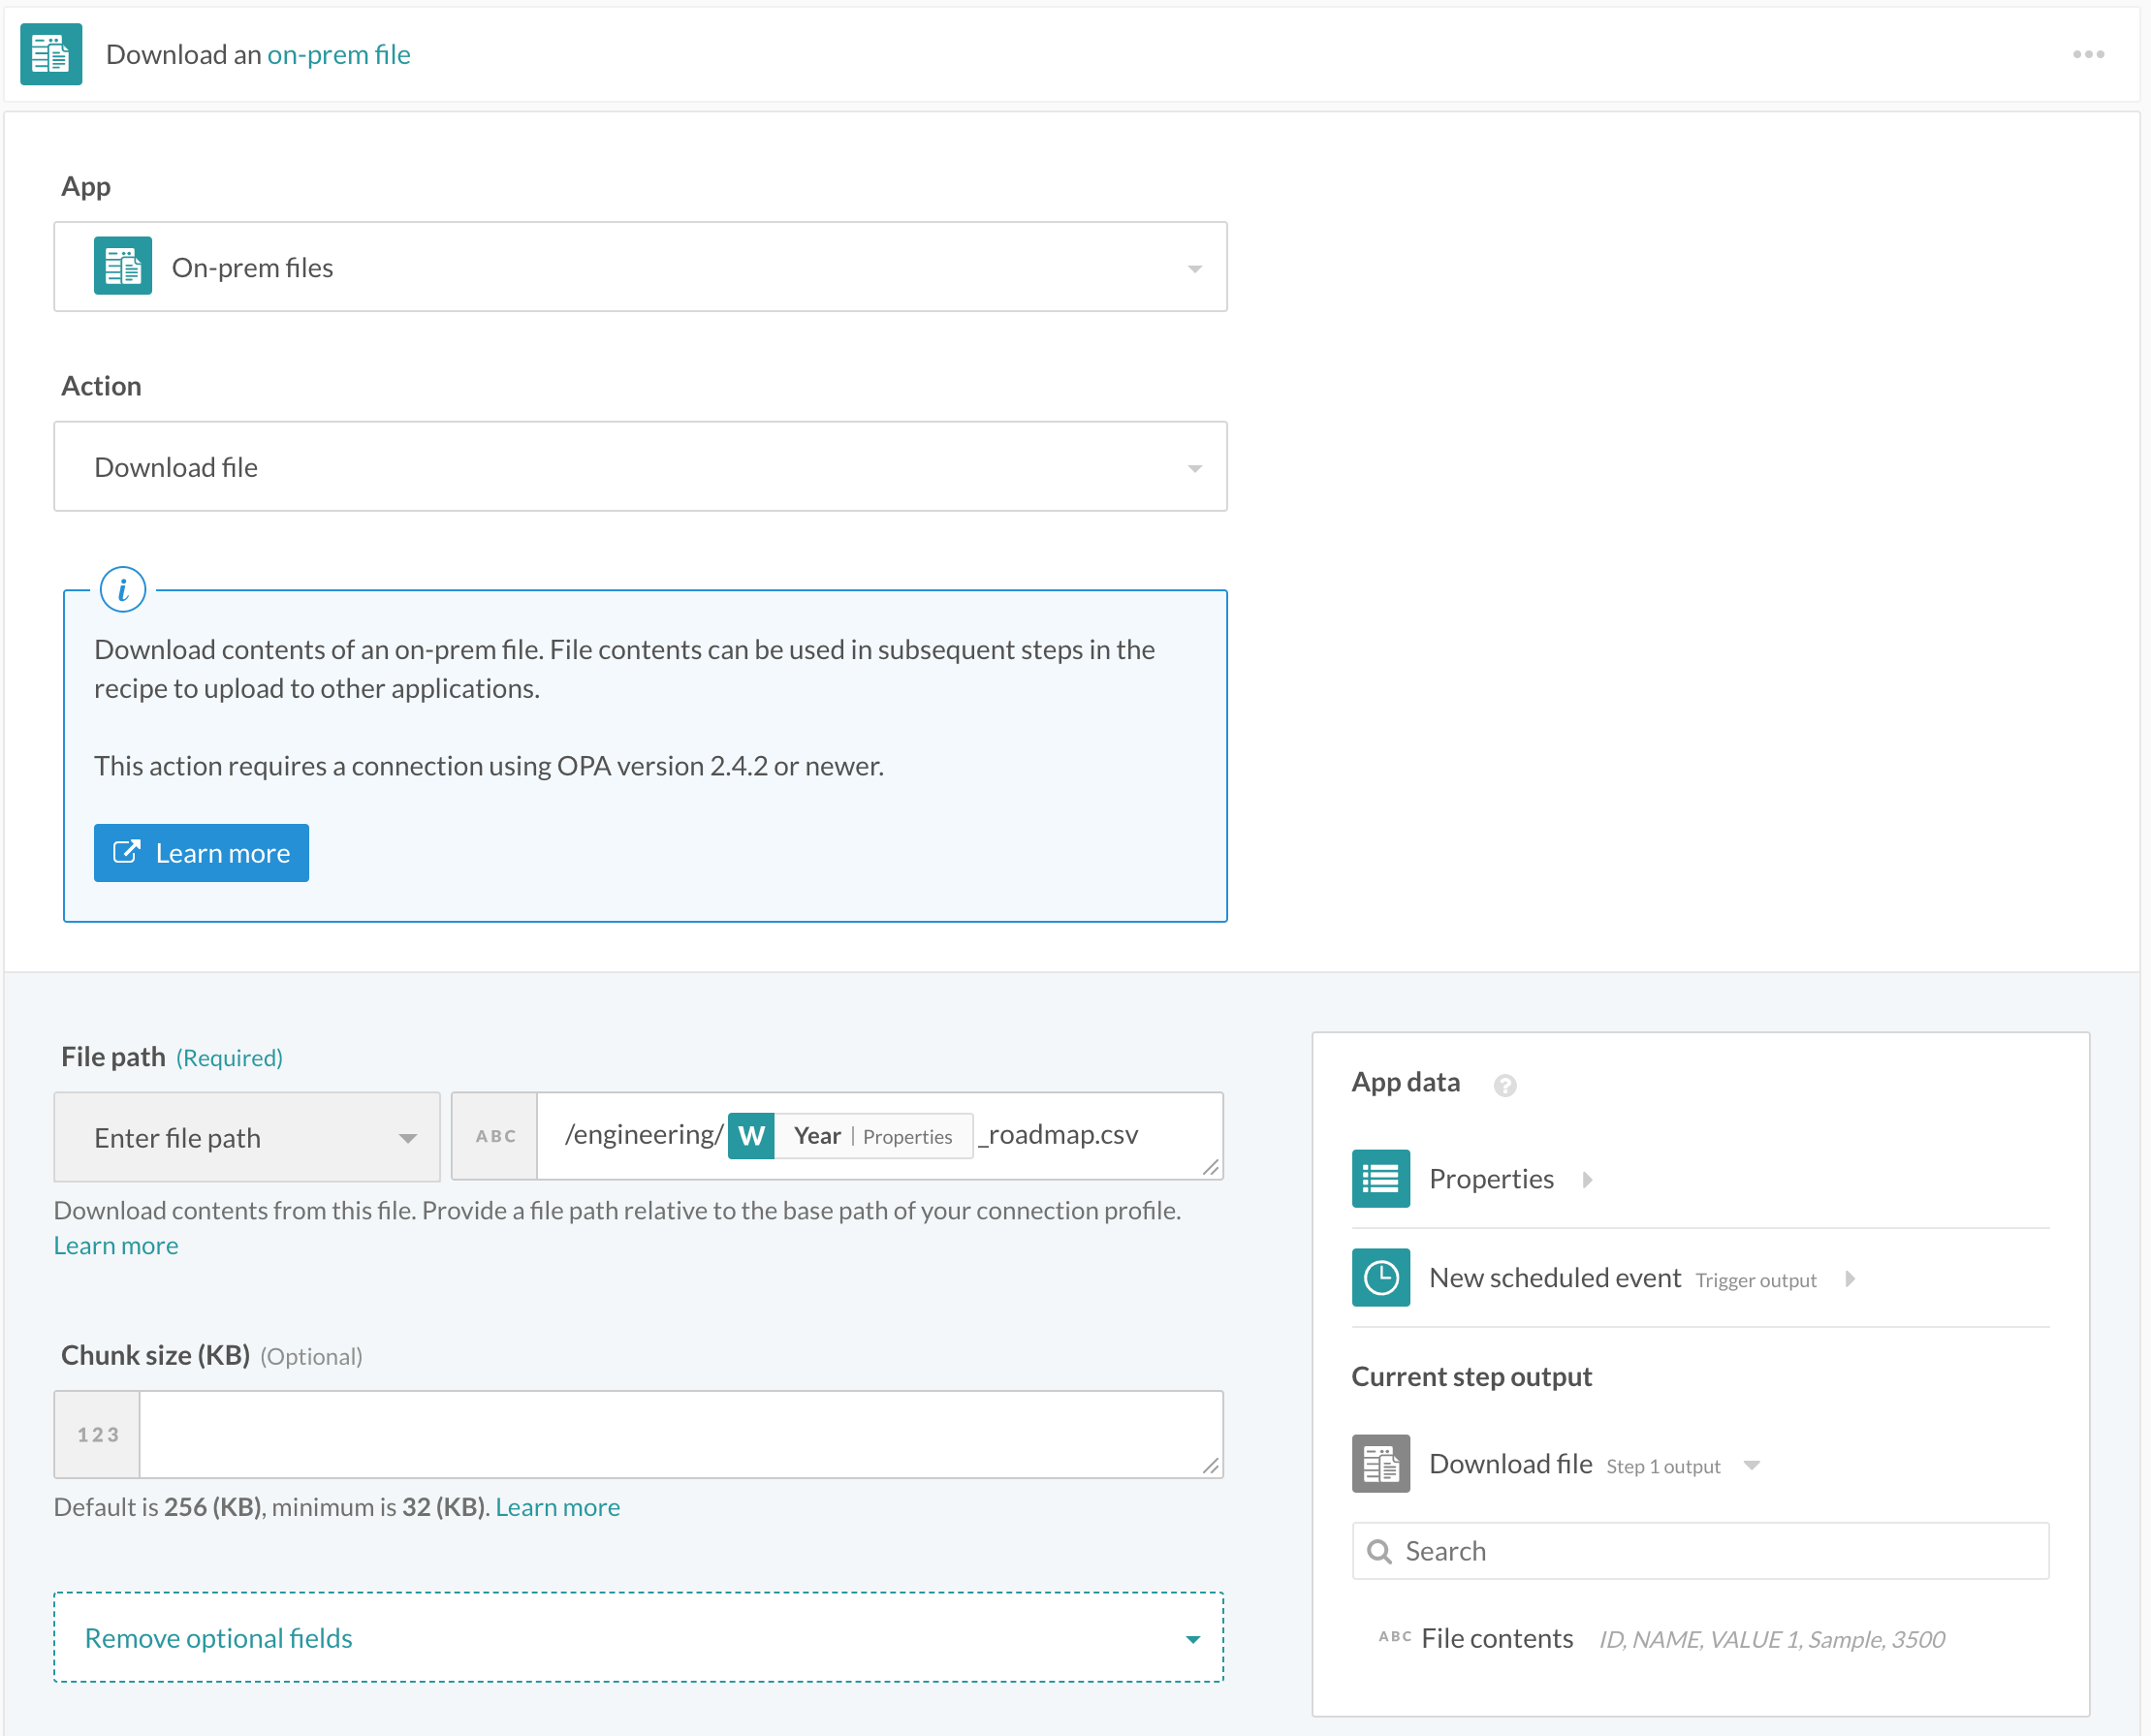 Download an on-prem file
App
On-prem files
Action
Download file
i
Download contents of an on-prem file. File contents can be used in subsequent steps in the
recipe to upload to other applications.
This action requires a connection using OPA version 2.4.2 or newer.
Learn more
File path (Required)
Enter file path
ABC /engineering/ W Year | Properties _roadmap.csv
Download contents from this file. Provide a file path relative to the base path of your connection profile.
Learn more
Chunk size (KB) (Optional)
123
Default is 256 (KB), minimum is 32 (KB). Learn more
Remove optional fields
App data ?
Properties
New scheduled event Trigger output
Current step output
Download file Step 1 output
Search
ABC File contents ID, NAME, VALUE 1, Sample, 3500